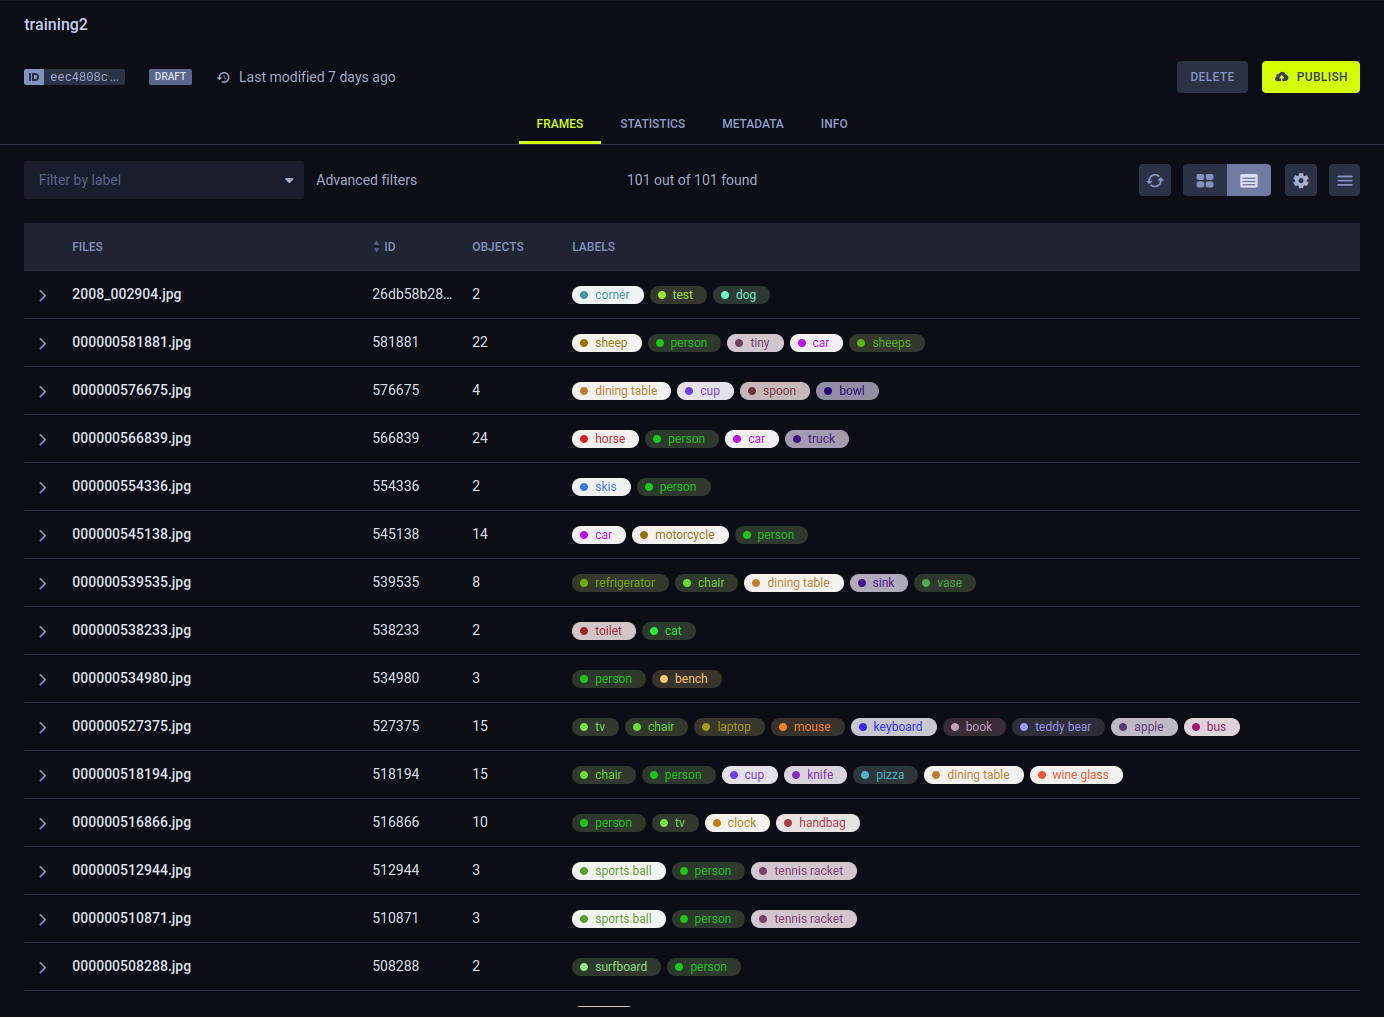 training2
ID eec4808c... DRAFT Last modified 7 days ago DELETE PUBLISH
FRAMES STATISTICS METADATA INFO
Filter by label Advanced filters 101 out of 101 found
FILES ID OBJECTS LABELS
2008_002904.jpg 26db58b28... 2 corner test dog
000000581881.jpg 581881 22 sheep person tiny car sheeps
000000576675.jpg 576675 4 dining table cup spoon bowl
000000566839.jpg 566839 24 horse person car truck
000000554336.jpg 554336 2 skis person
000000545138.jpg 545138 14 car motorcycle person
000000539535.jpg 539535 8 refrigerator chair dining table sink vase
000000538233.jpg 538233 2 toilet cat
000000534980.jpg 534980 3 person bench
000000527375.jpg 527375 15 tv chair laptop mouse keyboard book teddy bear apple bus
000000518194.jpg 518194 15 chair person cup knife pizza dining table wine glass
000000516866.jpg 516866 10 person tv clock handbag
000000512944.jpg 512944 3 sports ball person tennis racket
000000510871.jpg 510871 3 sports ball person tennis racket
000000508288.jpg 508288 2 surfboard person